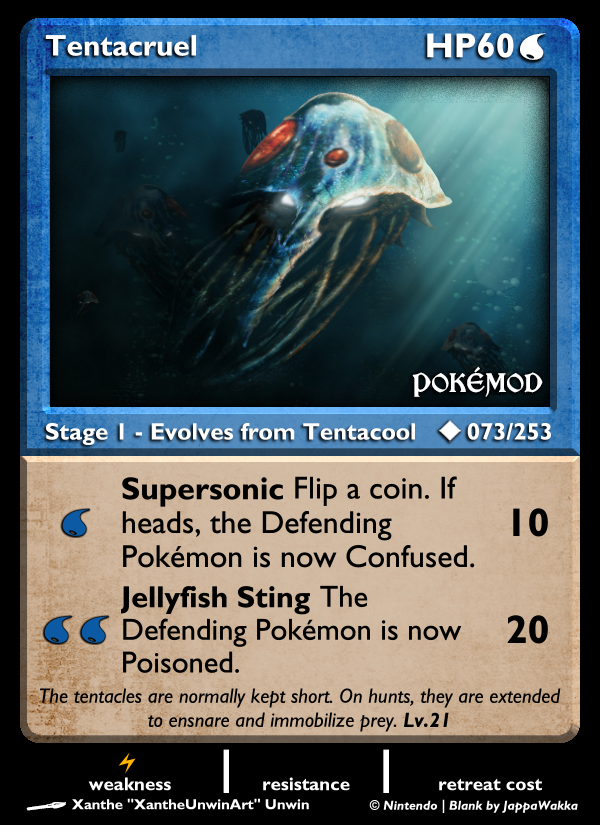 Tentacruel HP60
POKÉMOD
Stage 1 - Evolves from Tentacool 073/253
Supersonic Flip a coin. If
heads, the Defending
Pokémon is now Confused.
10
Jellyfish Sting The
Defending Pokémon is now
Poisoned.
20
The tentacles are normally kept short. On hunts, they are extended
to ensnare and immobilize prey. Lv.21
weakness resistance retreat cost
Xanthe "XantheUnwinArt" Unwin © Nintendo | Blank by JappaWakka